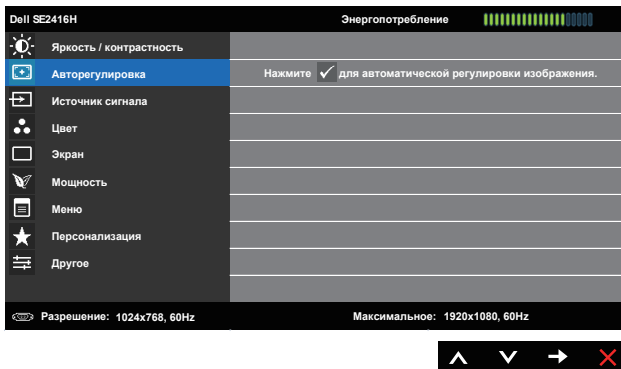 Dell SE2416H Энергопотребление
Яркость / контрастность
Авторегулировка Нажмите ✓ для автоматической регулировки изображения.
Источник сигнала
Цвет
Экран
Мощность
Меню
Персонализация
Другое
Разрешение: 1024x768, 60Hz Максимальное: 1920x1080, 60Hz